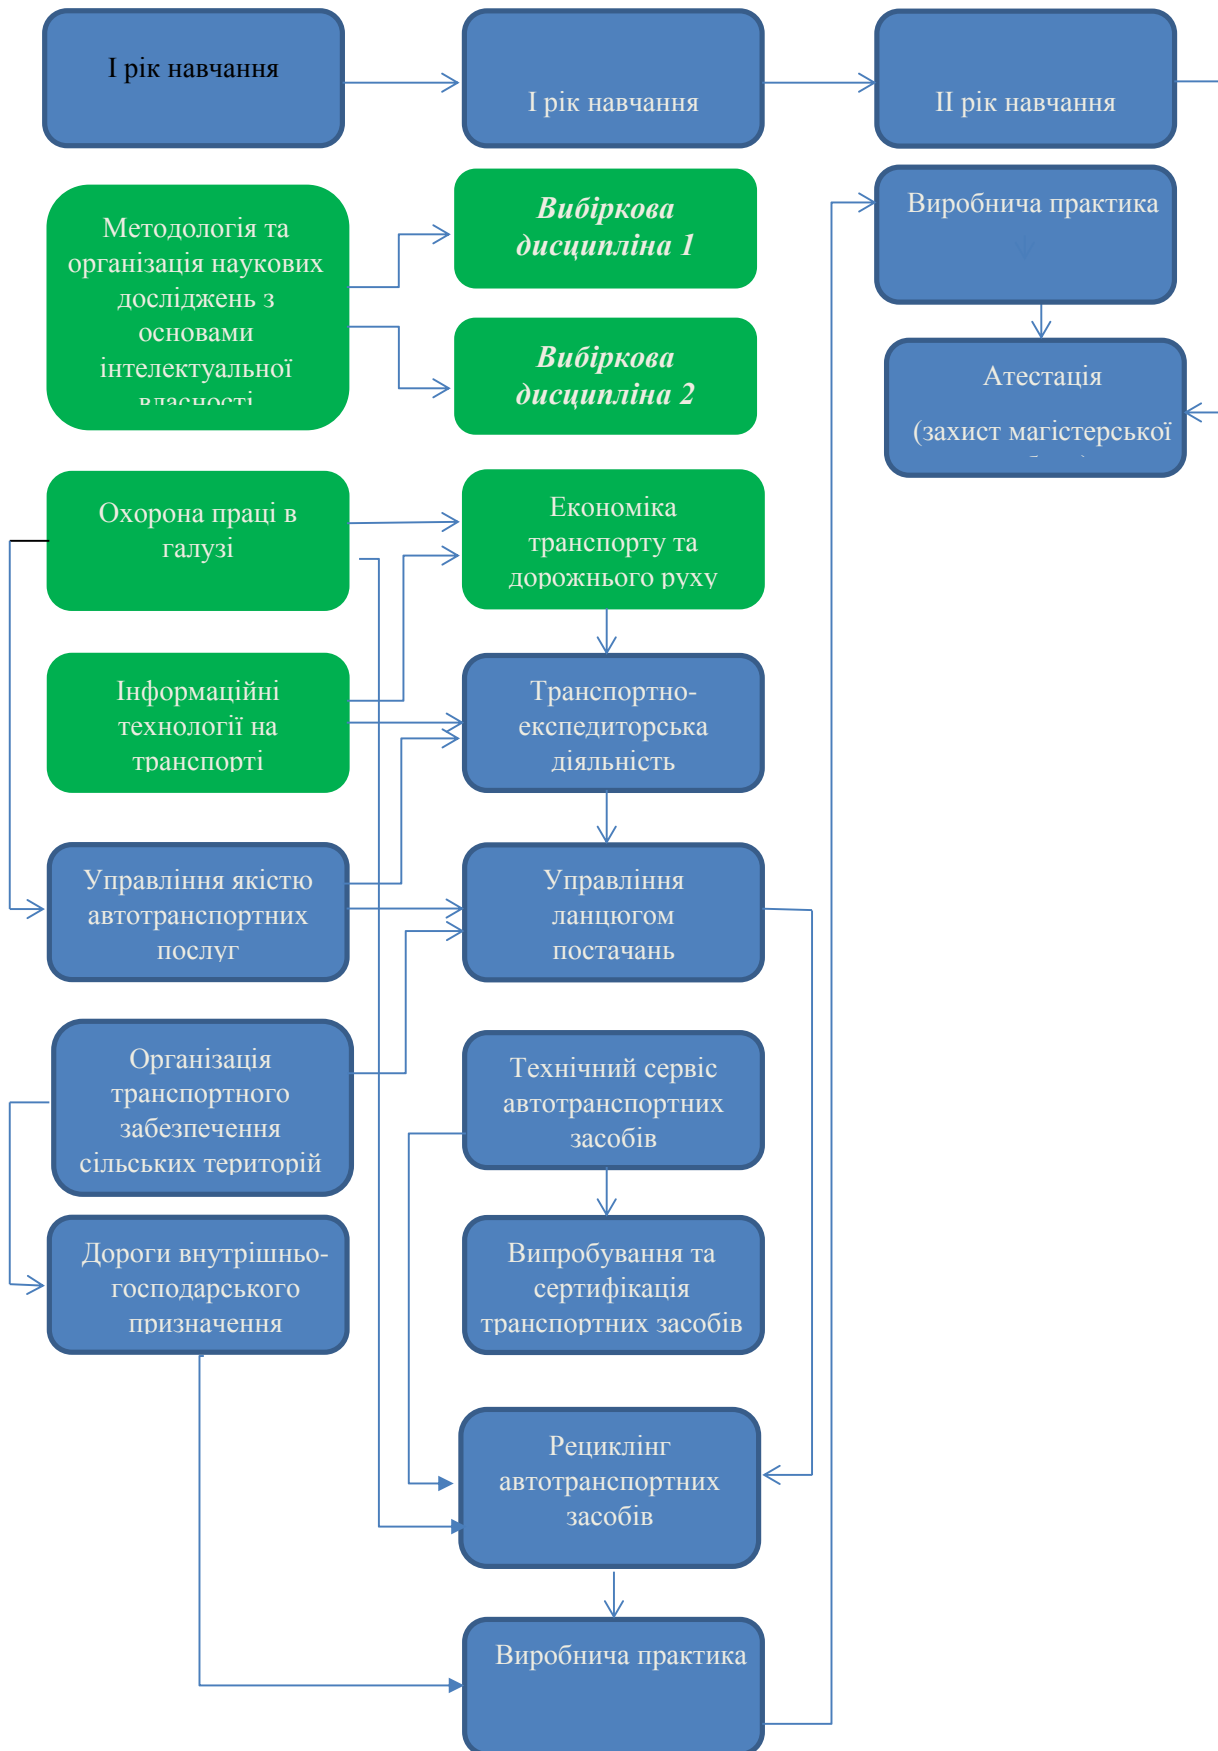 І рік навчання
І рік навчання
ІІ рік навчання
Методологія та
організація наукових
досліджень з
основами
інтелектуальної
власності
Вибіркова
дисципліна 1
Вибіркова
дисципліна 2
Виробнича практика
Атестація
(захист магістерської
Охорона праці в
галузі
Економіка
транспорту та
дорожнього руху
Інформаційні
технології на
транспорті
Транспортно-
експедиторська
діяльність
Управління якістю
автотранспортних
послуг
Управління
ланцюгом
постачань
Організація
транспортного
забезпечення
сільських територій
Технічний сервіс
автотранспортних
засобів
Дороги внутрішньо-
господарського
призначення
Випробування та
сертифікація
транспортних засобів
Рециклінг
автотранспортних
засобів
Виробнича практика